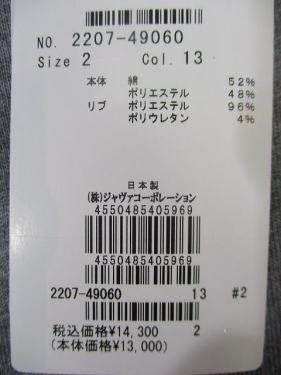 NO. 2207-49060
Size 2 Col. 13
本体 綿 52%
ポリエステル 48%
リブ ポリエステル 96%
ポリウレタン 4%
日本製
(株)ジャヴァコーポレーション
4550485405969
4550485405969
2207-49060 13 #2
税込価格¥14,300 2
(本体価格¥13,000)